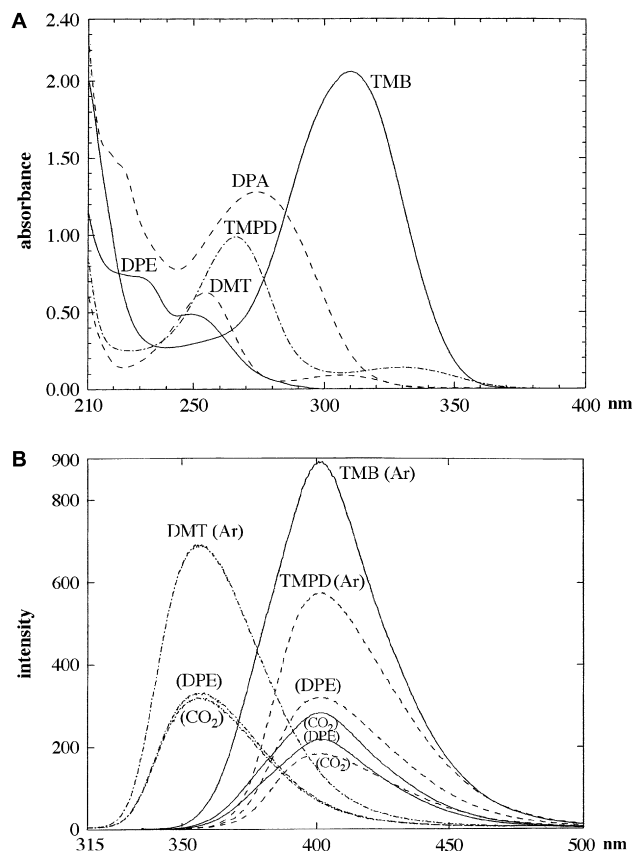 A
2.40
2.00
TMB
1.50
DPA
absorbance
TMPD
1.00
DPE
DMT
0.50
0.00
210
250
300
350
400 nm
B
900
TMB (Ar)
800
DMT (Ar)
600
TMPD (Ar)
intensity
400
(DPE)
(DPE)
(CO₂)
(CO₂)
(DPE)
200
(CO₂)
0
315
350
400
450
500 nm